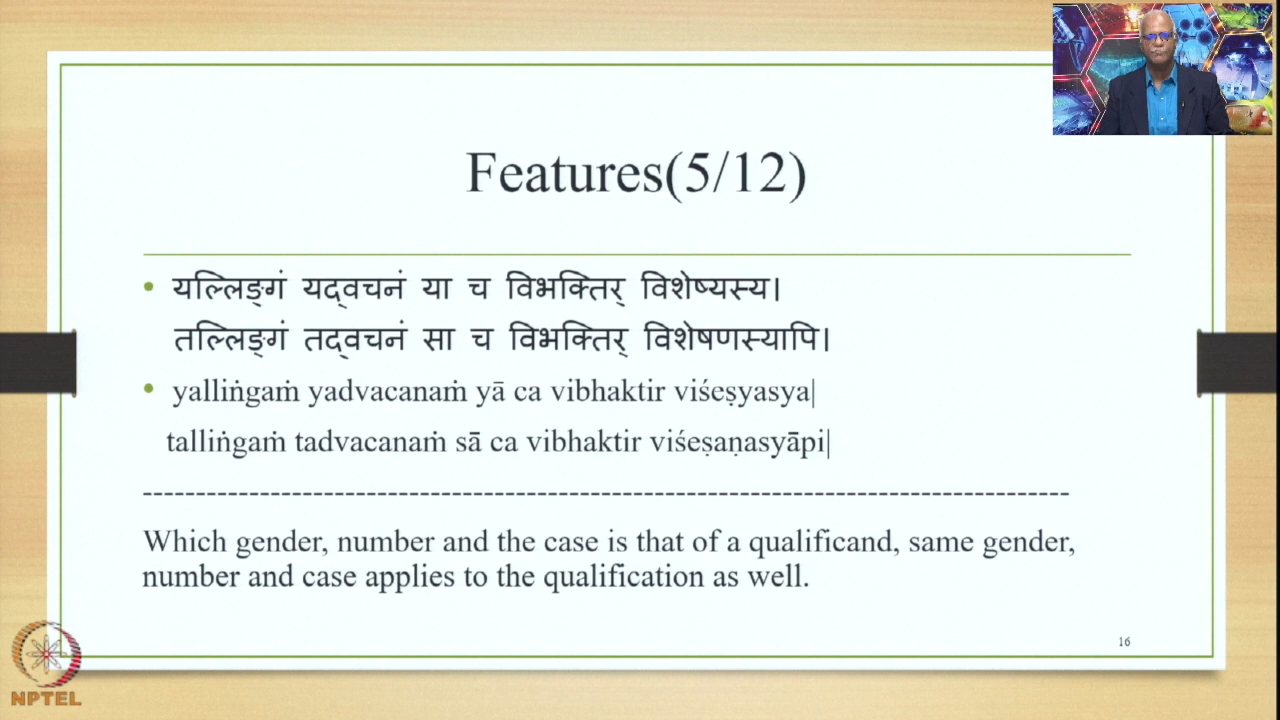 Features(5/12)
• यल्लिङ्गं यद्वचनं या च विभक्तिर् विशेष्यस्य।
तल्लिङ्गं तद्वचनं सा च विभक्तिर् विशेषणस्यापि।
• yalliṅgaṁ yadvacanaṁ yā ca vibhaktir viśeṣyasya|
talliṅgaṁ tadvacanaṁ sā ca vibhaktir viśeṣaṇasyāpi|
--------------------------------------------------------------------------------------
Which gender, number and the case is that of a qualificand, same gender,
number and case applies to the qualification as well.
16
NPTEL